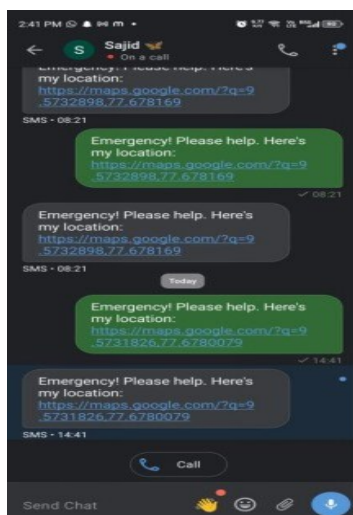 2:41 PM
S
Sajid
On a call
Emergency! Please help. Here's
my location:
https://maps.google.com/?q=9
.5732898,77.678169
SMS • 08:21
Emergency! Please help. Here's
my location:
https://maps.google.com/?q=9
.5732898,77.678169
08:21
Emergency! Please help. Here's
my location:
https://maps.google.com/?q=9
.5732898,77.678169
SMS • 08:21
Today
Emergency! Please help. Here's
my location:
https://maps.google.com/?q=9
.5731826,77.6780079
14:41
Emergency! Please help. Here's
my location:
https://maps.google.com/?q=9
.5731826,77.6780079
SMS • 14:41
Call
Send Chat